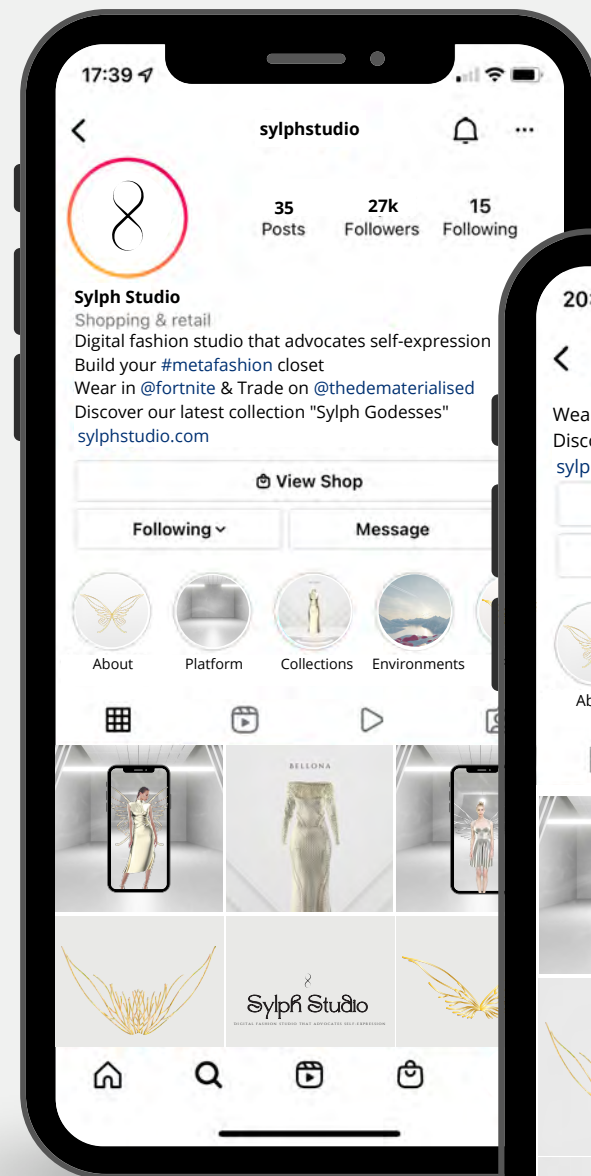 17:39
sylphstudio
35 27k 15
Posts Followers Following
Sylph Studio
Shopping & retail
Digital fashion studio that advocates self-expression
Build your #metafashion closet
Wear in @fortnite & Trade on @thedematerialised
Discover our latest collection "Sylph Godesses"
sylphstudio.com
View Shop
Following Message
About Platform Collections Environments
BELLONA
Sylph Studio
DIGITAL FASHION STUDIO THAT ADVOCATES SELF-EXPRESSION
20:
Wea
Disco
sylp
Ab